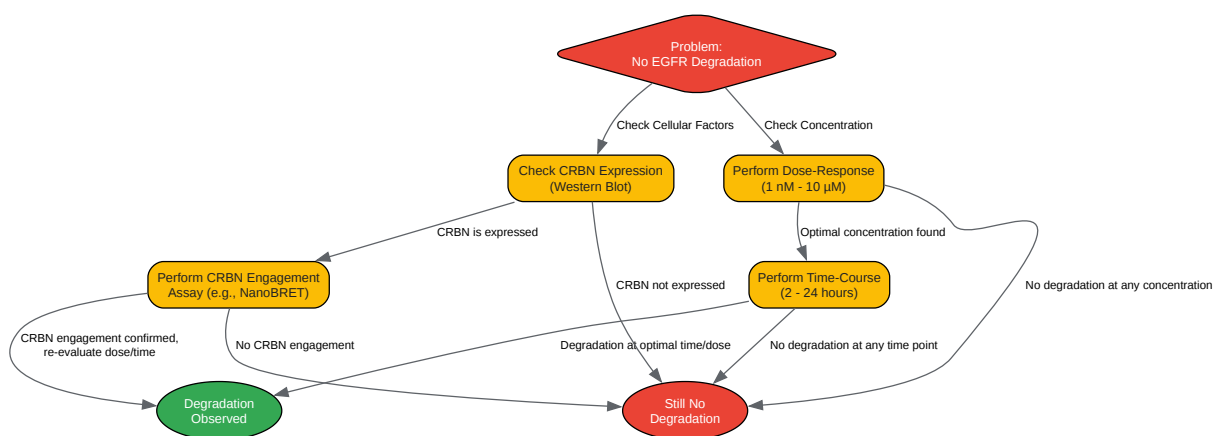 Problem:
No EGFR Degradation
Check Cellular Factors
Check Concentration
Check CRBN Expression
(Western Blot)
Perform Dose-Response
(1 nM - 10 µM)
CRBN is expressed
Optimal concentration found
Perform CRBN Engagement
Assay (e.g., NanoBRET)
CRBN not expressed
Perform Time-Course
(2 - 24 hours)
No degradation at any concentration
CRBN engagement confirmed,
re-evaluate dose/time
No CRBN engagement
Degradation at optimal time/dose
No degradation at any time point
Degradation
Observed
Still No
Degradation